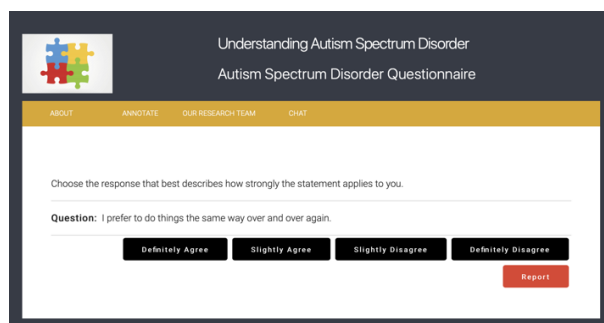 Understanding Autism Spectrum Disorder
Autism Spectrum Disorder Questionnaire
ABOUT ANNOTATE OUR RESEARCH TEAM CHAT
Choose the response that best describes how strongly the statement applies to you.
Question: I prefer to do things the same way over and over again.
Definitely Agree Slightly Agree Slightly Disagree Definitely Disagree
Report